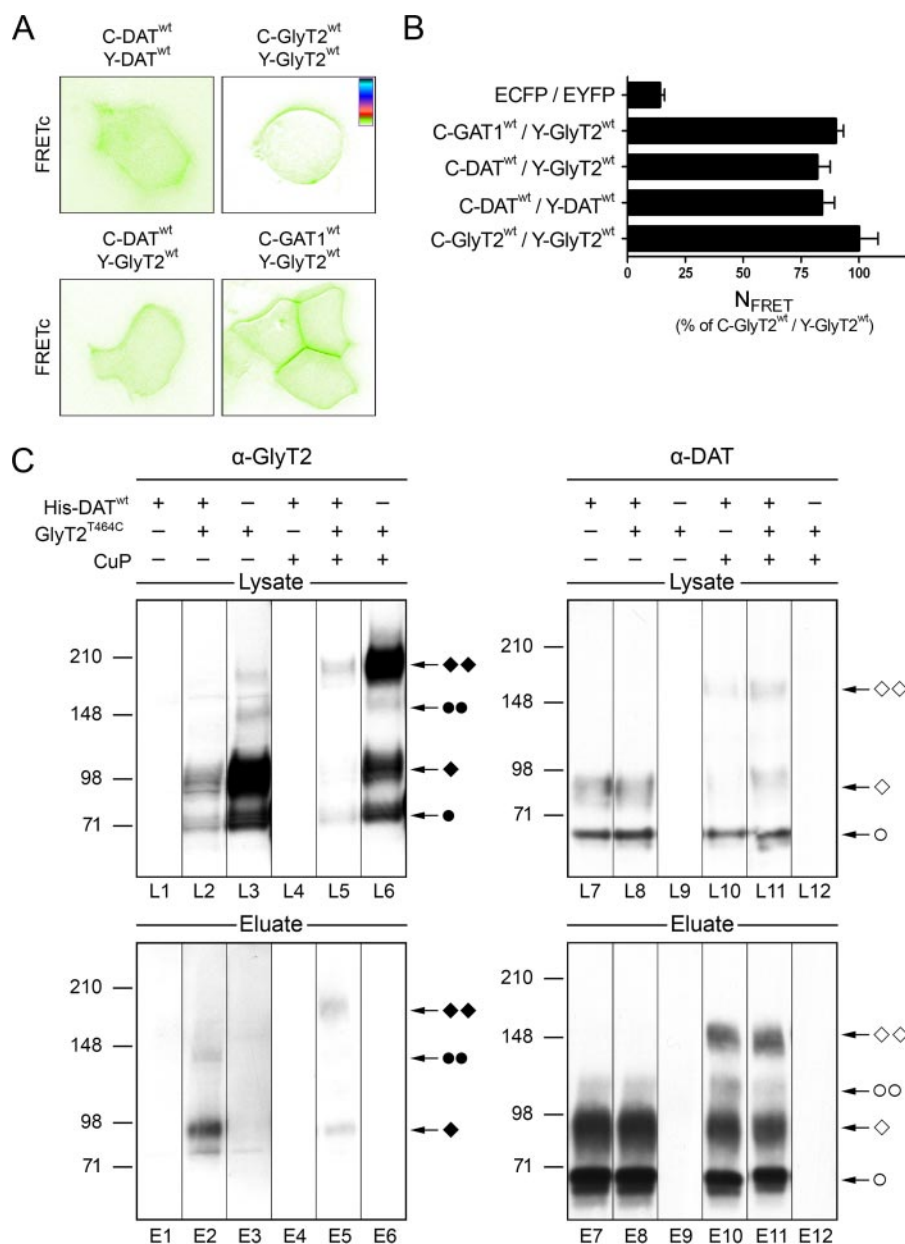 A
C-DATwt
Y-DATwt
C-GlyT2wt
Y-GlyT2wt
FRETc
C-DATwt
Y-GlyT2wt
C-GAT1wt
Y-GlyT2wt
FRETc
B
ECFP / EYFP
C-GAT1wt / Y-GlyT2wt
C-DATwt / Y-GlyT2wt
C-DATwt / Y-DATwt
C-GlyT2wt / Y-GlyT2wt
0 25 50 75 100
NFRET
(% of C-GlyT2wt / Y-GlyT2wt)
C
α-GlyT2
His-DATwt + + − + + −
GlyT2T464C − + + − + +
CuP − − − + + +
Lysate
210
148
98
71
L1 L2 L3 L4 L5 L6
Eluate
210
148
98
71
E1 E2 E3 E4 E5 E6
α-DAT
+ + − + + −
− + + − + +
− − − + + +
Lysate
210
148
98
71
L7 L8 L9 L10 L11 L12
Eluate
210
148
98
71
E7 E8 E9 E10 E11 E12